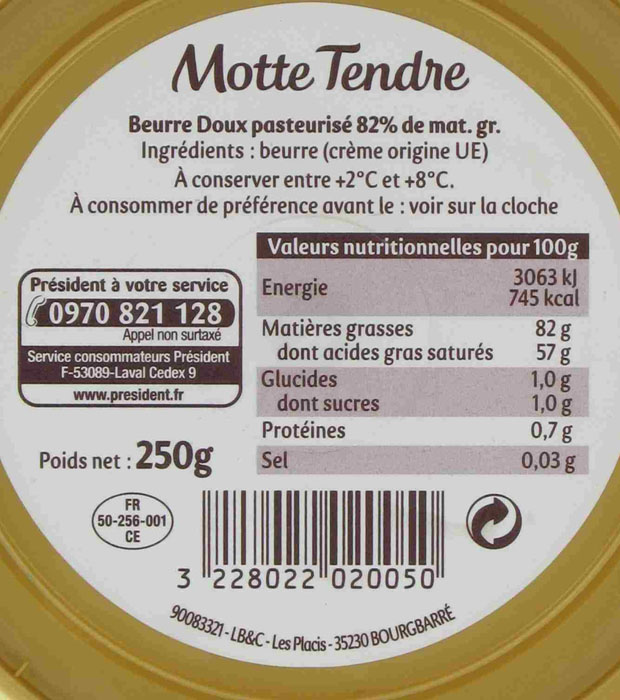 Motte Tendre
Beurre Doux pasteurisé 82% de mat. gr.
Ingrédients : beurre (crème origine UE)
À conserver entre +2°C et +8°C.
À consommer de préférence avant le : voir sur la cloche
Président à votre service
0970 821 128
Appel non surtaxé
Service consommateurs Président
F-53089-Laval Cedex 9
www.president.fr
Poids net : 250g
Valeurs nutritionnelles pour 100g
Energie 3063 kJ
745 kcal
Matières grasses 82 g
dont acides gras saturés 57 g
Glucides 1,0 g
dont sucres 1,0 g
Protéines 0,7 g
Sel 0,03 g
FR
50-256-001
CE
3 228022 020050
90083321 - LB&C - Les Placis - 35230 BOURGBARRÉ